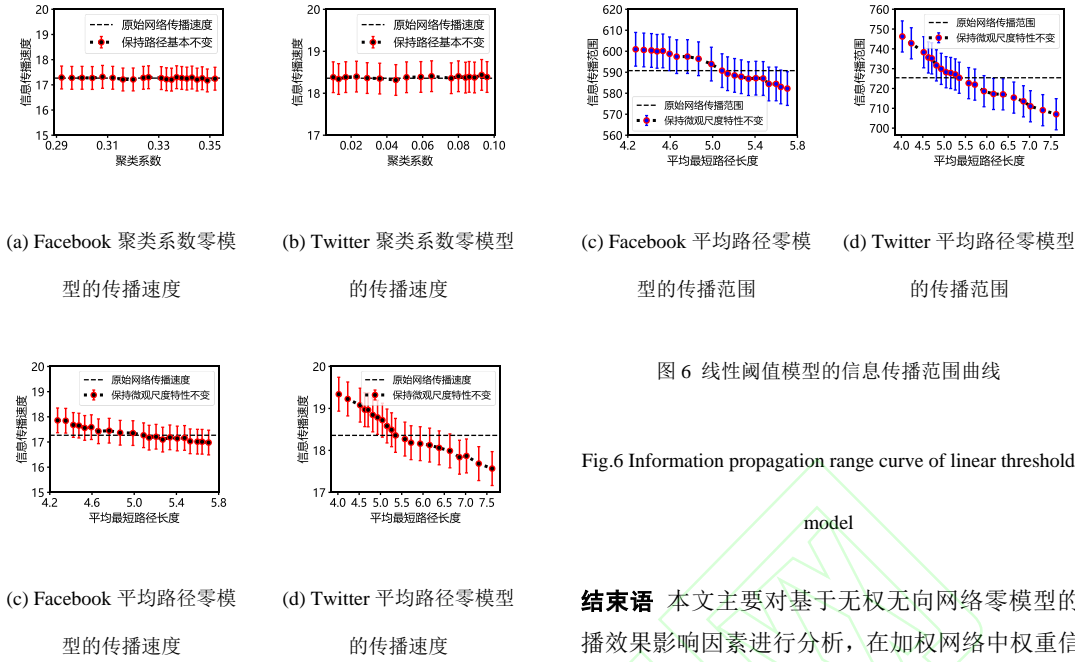 20
19
18
17
16
15
信息传播速度
原始网络传播速度
保持路径基本不变
0.29 0.31 0.33 0.35
聚类系数
20
19
18
17
信息传播速度
原始网络传播速度
保持路径基本不变
0.02 0.04 0.06 0.08 0.10
聚类系数
(a) Facebook 聚类系数零模
型的传播速度
(b) Twitter 聚类系数零模型
的传播速度
20
19
18
17
16
15
信息传播速度
原始网络传播速度
保持微观尺度特性不变
4.2 4.6 5.0 5.4 5.8
平均最短路径长度
20
19
18
17
信息传播速度
原始网络传播速度
保持微观尺度特性不变
4.0 4.5 5.0 5.5 6.0 6.5 7.0 7.5
平均最短路径长度
(c) Facebook 平均路径零模
型的传播速度
(d) Twitter 平均路径零模型
的传播速度
620
610
600
590
580
570
560
信息传播范围
原始网络传播范围
保持微观尺度特性不变
4.2 4.6 5.0 5.4 5.8
平均最短路径长度
760
750
740
730
720
710
700
信息传播范围
原始网络传播范围
保持微观尺度特性不变
4.0 4.5 5.0 5.5 6.0 6.5 7.0 7.5
平均最短路径长度
(c) Facebook 平均路径零模
型的传播范围
(d) Twitter 平均路径零模型
的传播范围
图 6 线性阈值模型的信息传播范围曲线
Fig.6 Information propagation range curve of linear threshold
model
结束语 本文主要对基于无权无向网络零模型的
播效果影响因素进行分析，在加权网络中权重信